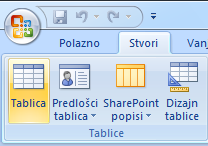 Polazno Stvori Vanj
Tablica Predlošci SharePoint Dizajn
tablica popisi tablice
Tablice